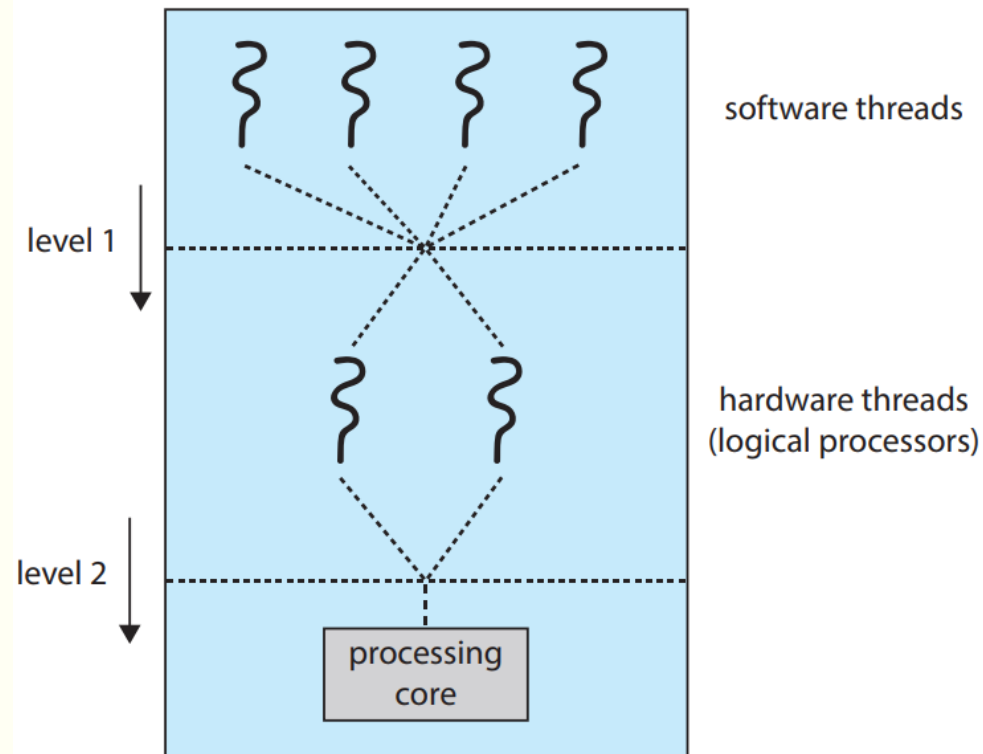 software threads
level 1
hardware threads
(logical processors)
level 2
processing
core